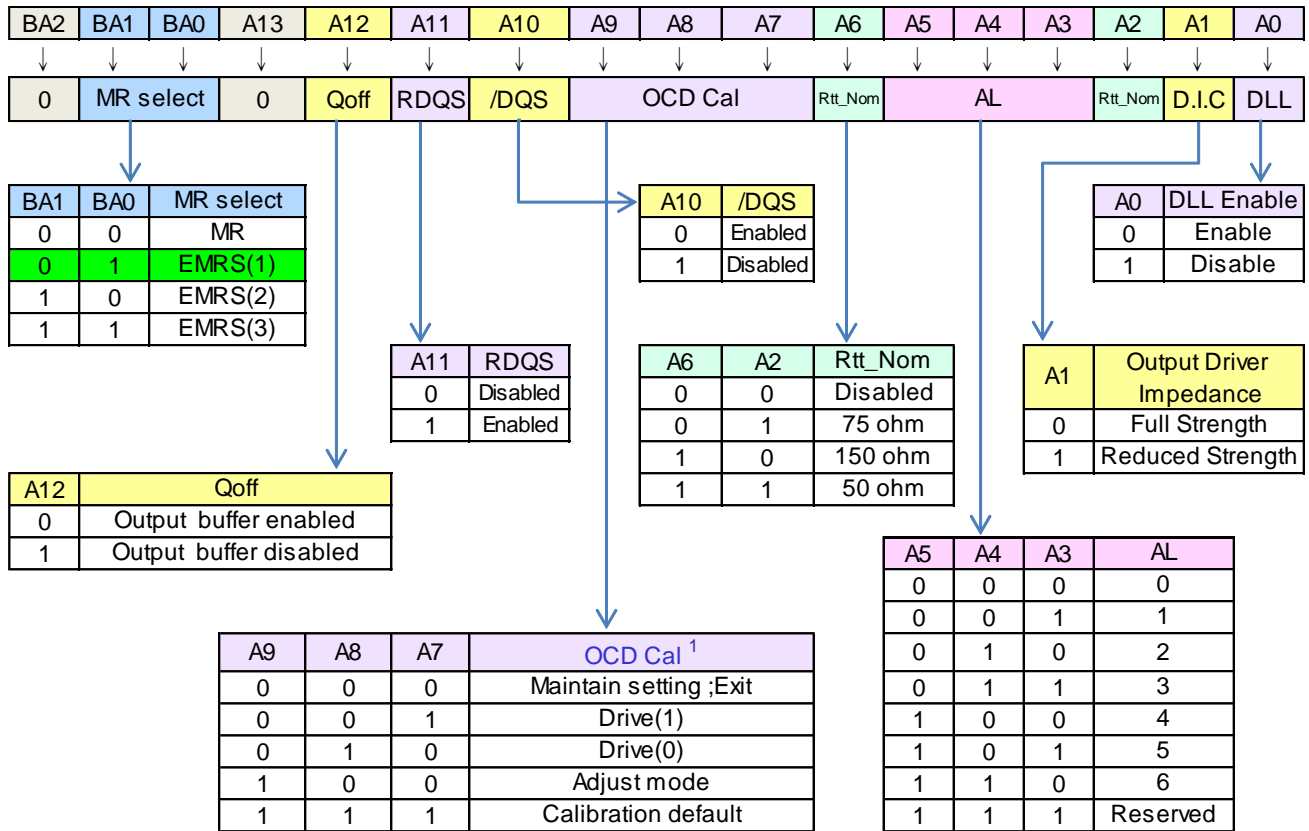 BA2 BA1 BA0 A13 A12 A11 A10 A9 A8 A7 A6 A5 A4 A3 A2 A1 A0
0 MR select 0 Qoff RDQS /DQS OCD Cal Rtt_Nom AL Rtt_Nom D.I.C DLL
BA1 BA0 MR select
0 0 MR
0 1 EMRS(1)
1 0 EMRS(2)
1 1 EMRS(3)
A10 /DQS
0 Enabled
1 Disabled
A0 DLL Enable
0 Enable
1 Disable
A11 RDQS
0 Disabled
1 Enabled
A6 A2 Rtt_Nom
0 0 Disabled
0 1 75 ohm
1 0 150 ohm
1 1 50 ohm
A1 Output Driver
Impedance
0 Full Strength
1 Reduced Strength
A12 Qoff
0 Output buffer enabled
1 Output buffer disabled
A5 A4 A3 AL
0 0 0 0
0 0 1 1
0 1 0 2
0 1 1 3
1 0 0 4
1 0 1 5
1 1 0 6
1 1 1 Reserved
A9 A8 A7 OCD Cal 1
0 0 0 Maintain setting ;Exit
0 0 1 Drive(1)
0 1 0 Drive(0)
1 0 0 Adjust mode
1 1 1 Calibration default